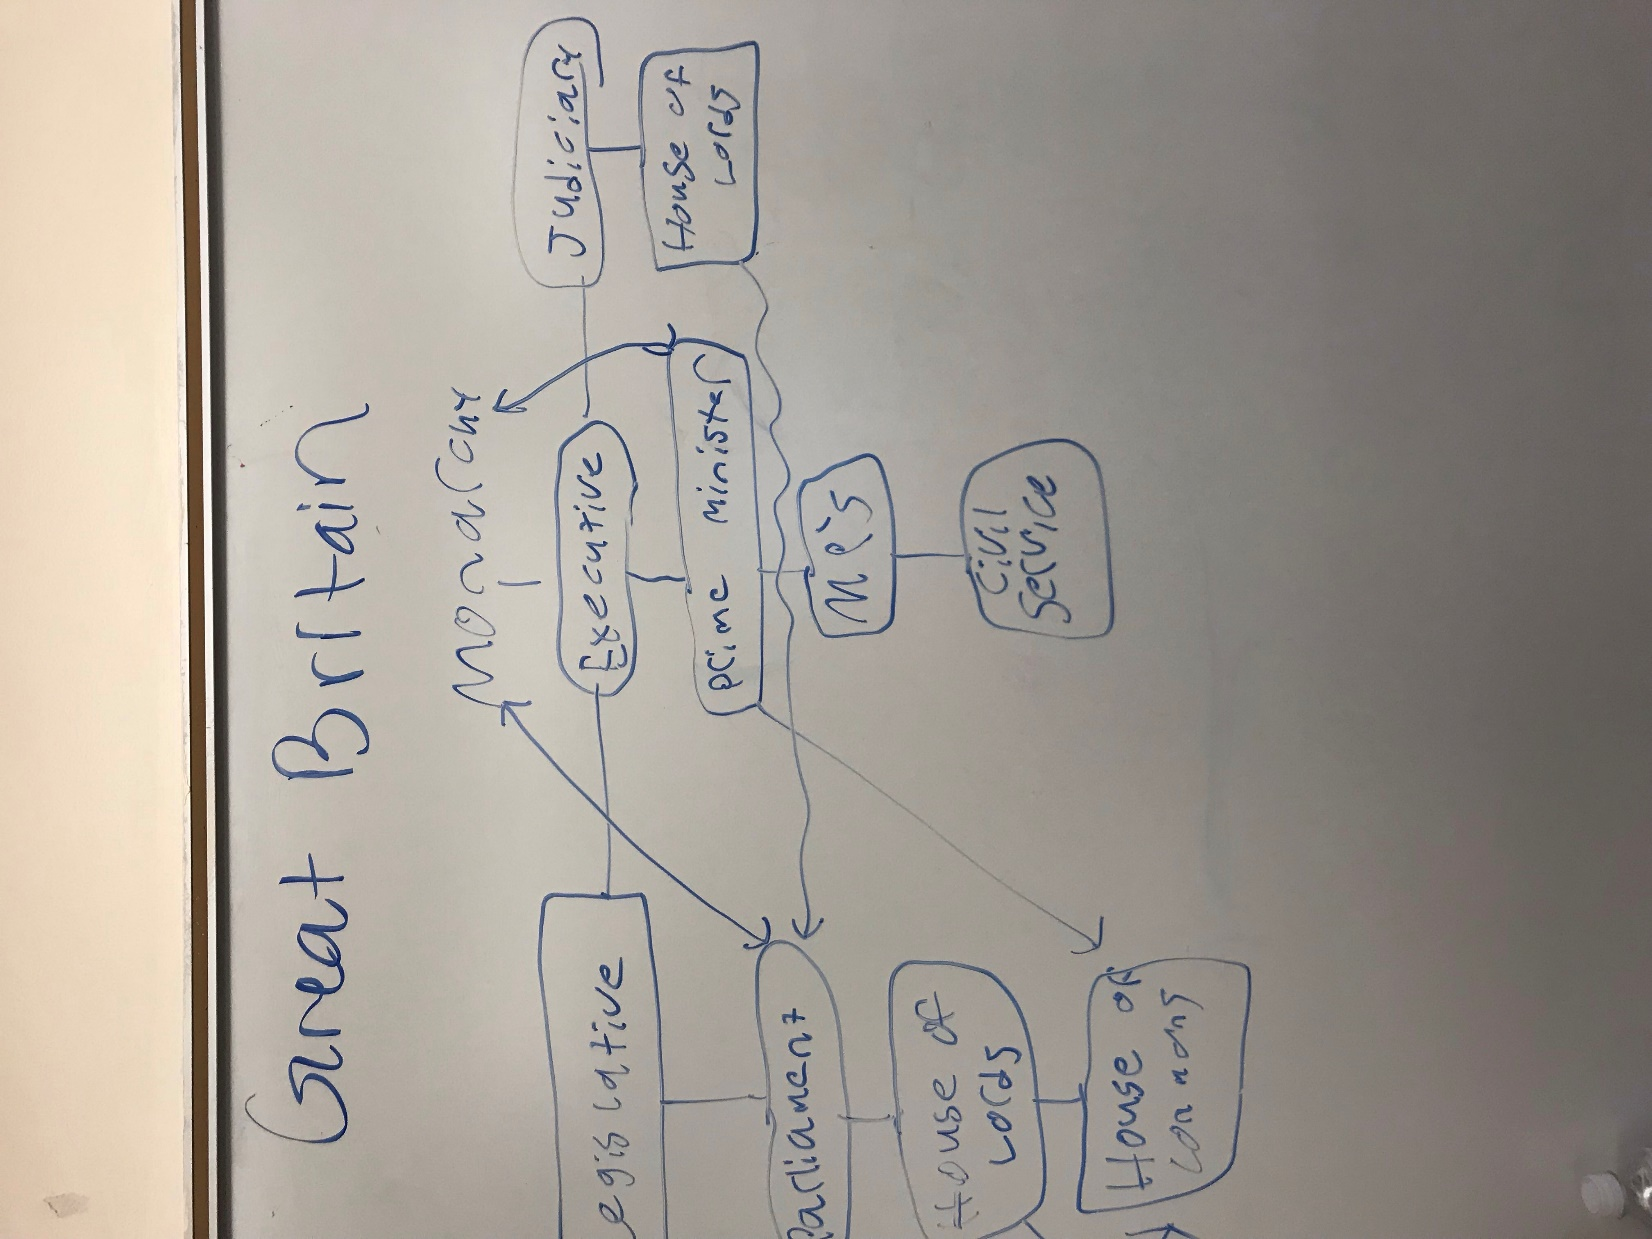 Great Britain
Monarchy
egislative
Executive
Judiciary
Parliament
Prime Minister
House of
Lords
House of
Lords
MP's
House of
Commons
Civil
Service